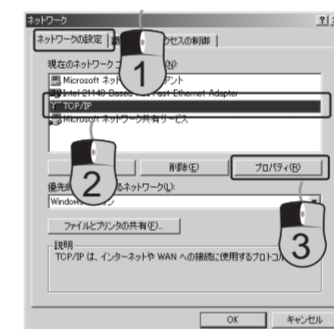 ネットワーク
ネットワークの設定
セスの制御
1
現在のネットワーク
(N):
Microsoft ネッ
アント
Intel 21140 Based
Fast Ethernet Adapter
TCP/IP
Microsoft ネットワーク共有サービス
削除(E)
プロパティ(R)
2
優先的
るネットワーク(L):
Windows
3
ファイルとプリンタの共有(F)...
説明
TCP/IP は、インターネットや WAN への接続に使用するプロトコル
OK
キャンセル